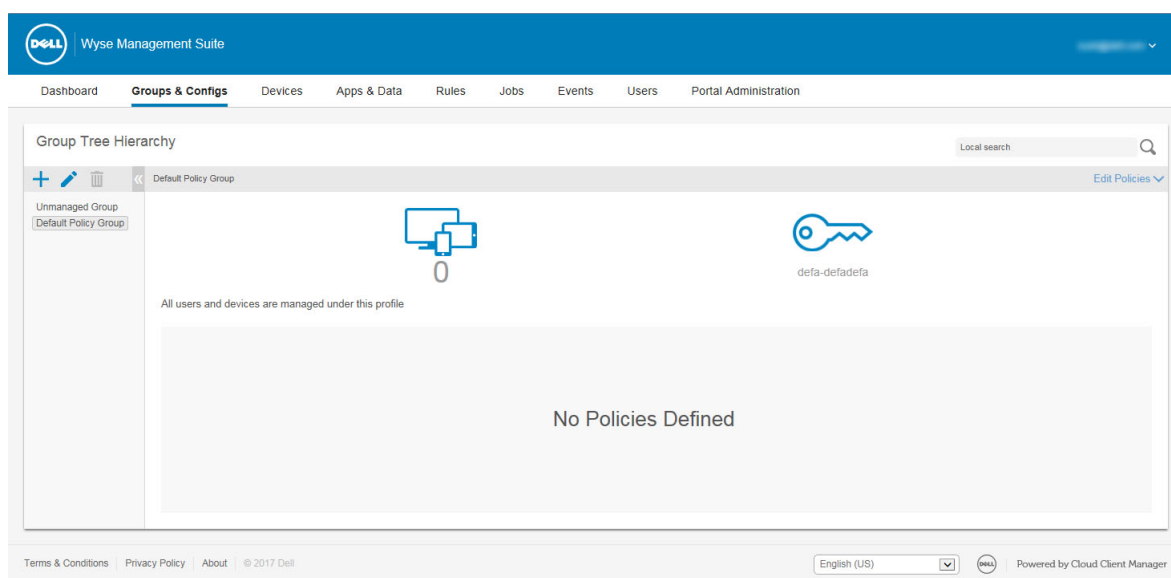 DELL Wyse Management Suite
Dashboard Groups & Configs Devices Apps & Data Rules Jobs Events Users Portal Administration
Group Tree Hierarchy
Local search
Default Policy Group
Edit Policies
Unmanaged Group
Default Policy Group
0
defa-defadefa
All users and devices are managed under this profile
No Policies Defined
Terms & Conditions Privacy Policy About © 2017 Dell English (US) DELL Powered by Cloud Client Manager